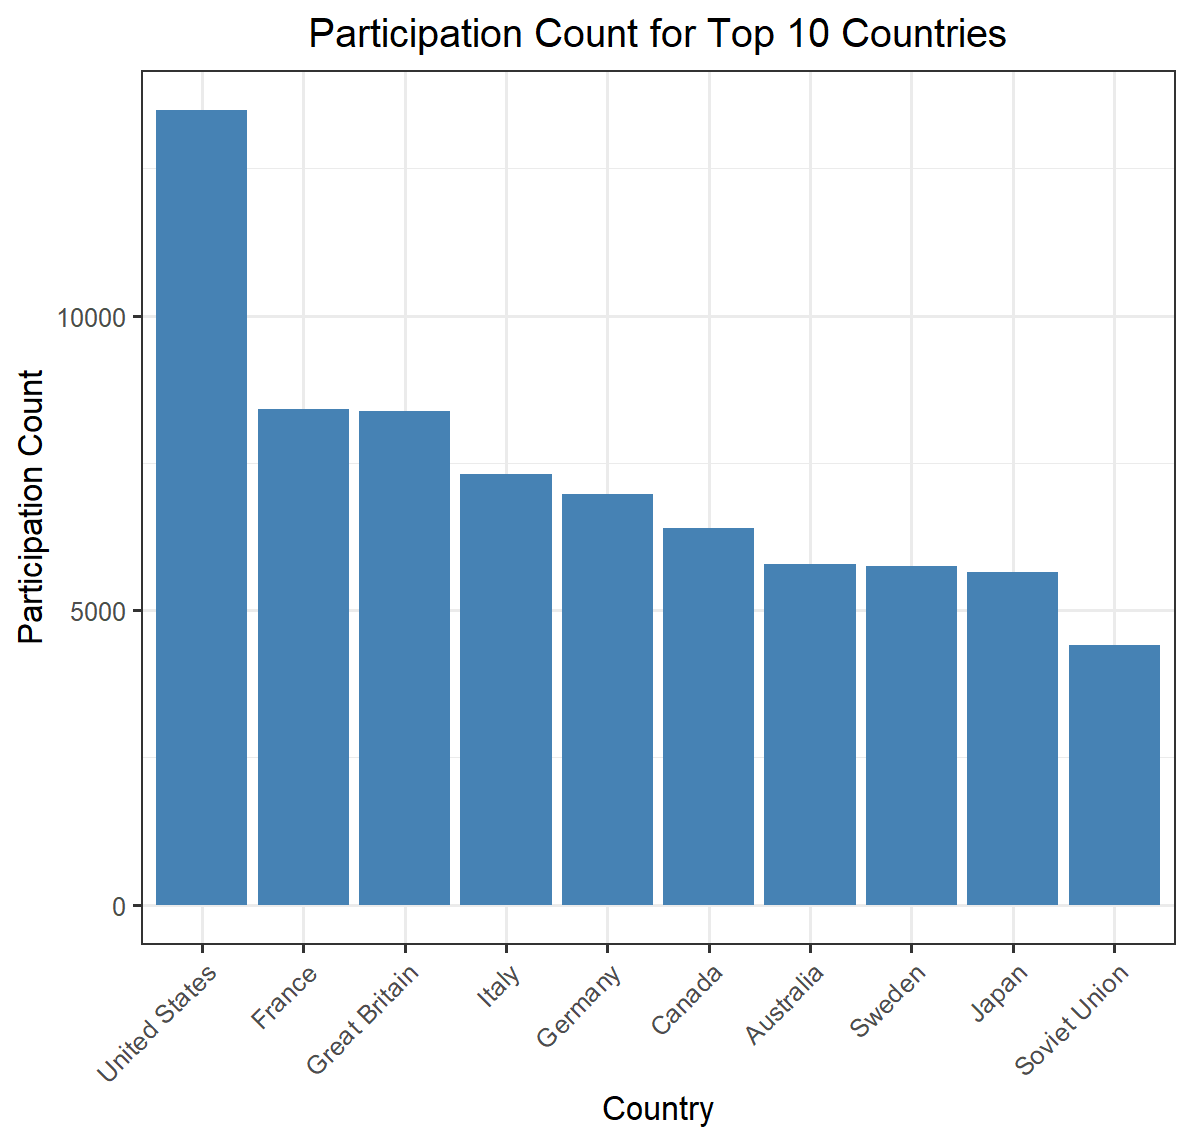 Participation Count for Top 10 Countries
Participation Count
10000
5000
0
United States
France
Great Britain
Italy
Germany
Canada
Australia
Sweden
Japan
Soviet Union
Country